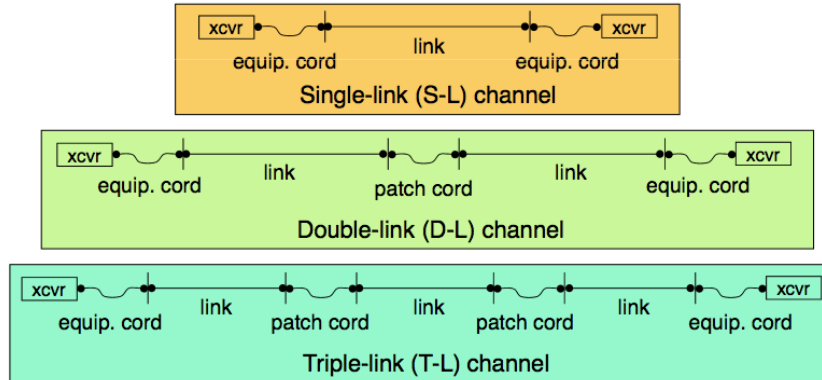 xcvr link xcvr
equip. cord equip. cord
Single-link (S-L) channel
xcvr link link xcvr
equip. cord patch cord equip. cord
Double-link (D-L) channel
xcvr link link link xcvr
equip. cord patch cord patch cord equip. cord
Triple-link (T-L) channel